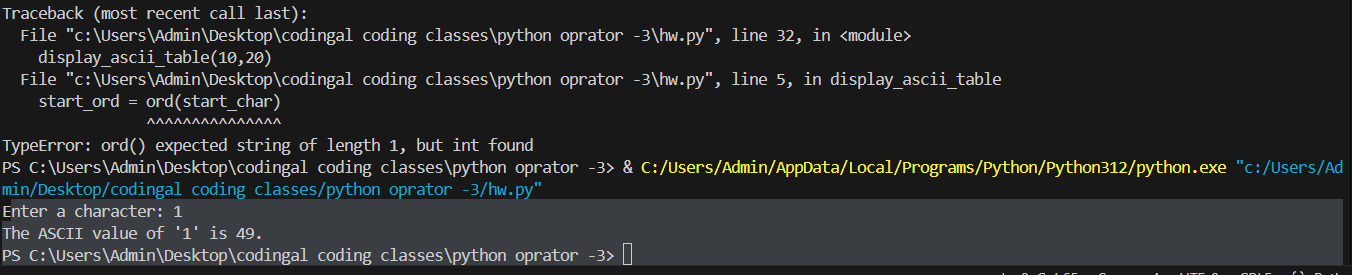 Traceback (most recent call last):
  File "c:\Users\Admin\Desktop\codingal coding classes\python oprator -3\hw.py", line 32, in <module>
    display_ascii_table(10,20)
  File "c:\Users\Admin\Desktop\codingal coding classes\python oprator -3\hw.py", line 5, in display_ascii_table
    start_ord = ord(start_char)
                ^^^^^^^^^^^^^^^
TypeError: ord() expected string of length 1, but int found
PS C:\Users\Admin\Desktop\codingal coding classes\python oprator -3> & C:/Users/Admin/AppData/Local/Programs/Python/Python312/python.exe "c:/Users/Ad
min/Desktop/codingal coding classes/python oprator -3/hw.py"
Enter a character: 1
The ASCII value of '1' is 49.
PS C:\Users\Admin\Desktop\codingal coding classes\python oprator -3>